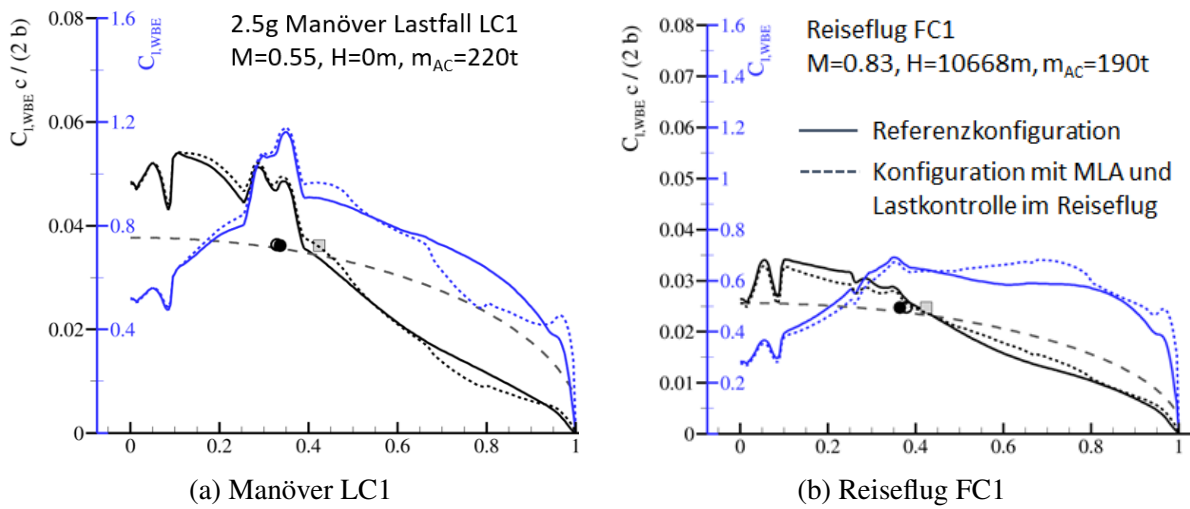 2.5g Manöver Lastfall LC1
M=0.55, H=0m, m_AC=220t
C_l,WBE c / (2 b)
C_l,WBE
0.08
0.06
0.04
0.02
0
1.6
1.2
0.8
0.4
0
0.2
0.4
0.6
0.8
1
(a) Manöver LC1
Reiseflug FC1
M=0.83, H=10668m, m_AC=190t
Referenzkonfiguration
Konfiguration mit MLA und
Lastkontrolle im Reiseflug
C_l,WBE c / (2 b)
C_l,WBE
0.08
0.07
0.06
0.05
0.04
0.03
0.02
0.01
0
1.6
1.4
1.2
1
0.8
0.6
0.4
0.2
0
0.2
0.4
0.6
0.8
1
(b) Reiseflug FC1